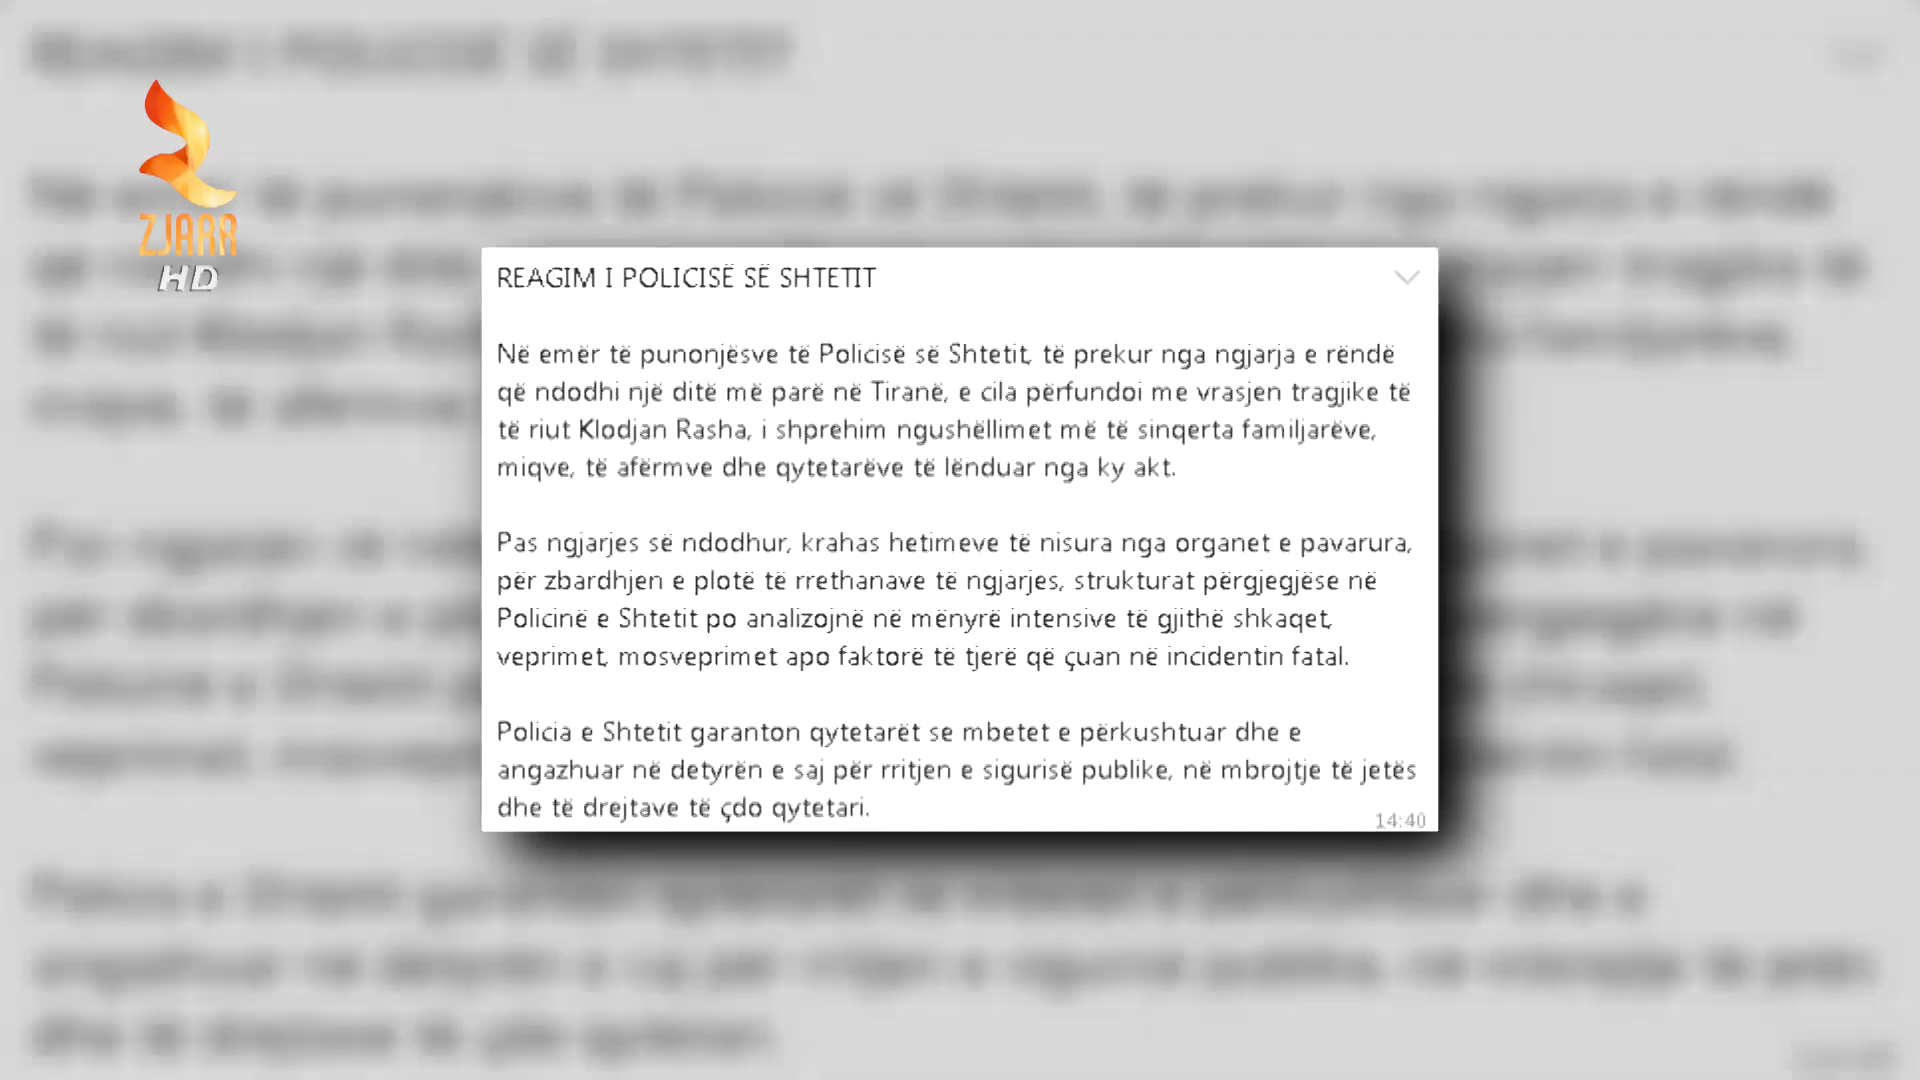 ZJARR
HD
REAGIM I POLICISË SË SHTETIT
Në emër të punonjësve të Policisë së Shtetit, të prekur nga ngjarja e rëndë
që ndodhi një ditë më parë në Tiranë, e cila përfundoi me vrasjen tragjike të
të riut Klodjan Rasha, i shprehim ngushëllimet më të sinqerta familjarëve,
miqve, të afërmve dhe qytetarëve të lënduar nga ky akt.
Pas ngjarjes së ndodhur, krahas hetimeve të nisura nga organet e pavarura,
për zbardhjen e plotë të rrethanave të ngjarjes, strukturat përgjegjëse në
Policinë e Shtetit po analizojnë në mënyrë intensive të gjithë shkaqet,
veprimet, mosveprimet apo faktorë të tjerë që çuan në incidentin fatal.
Policia e Shtetit garanton qytetarët se mbetet e përkushtuar dhe e
angazhuar në detyrën e saj për rritjen e sigurisë publike, në mbrojtje të jetës
dhe të drejtave të çdo qytetari.
14:40